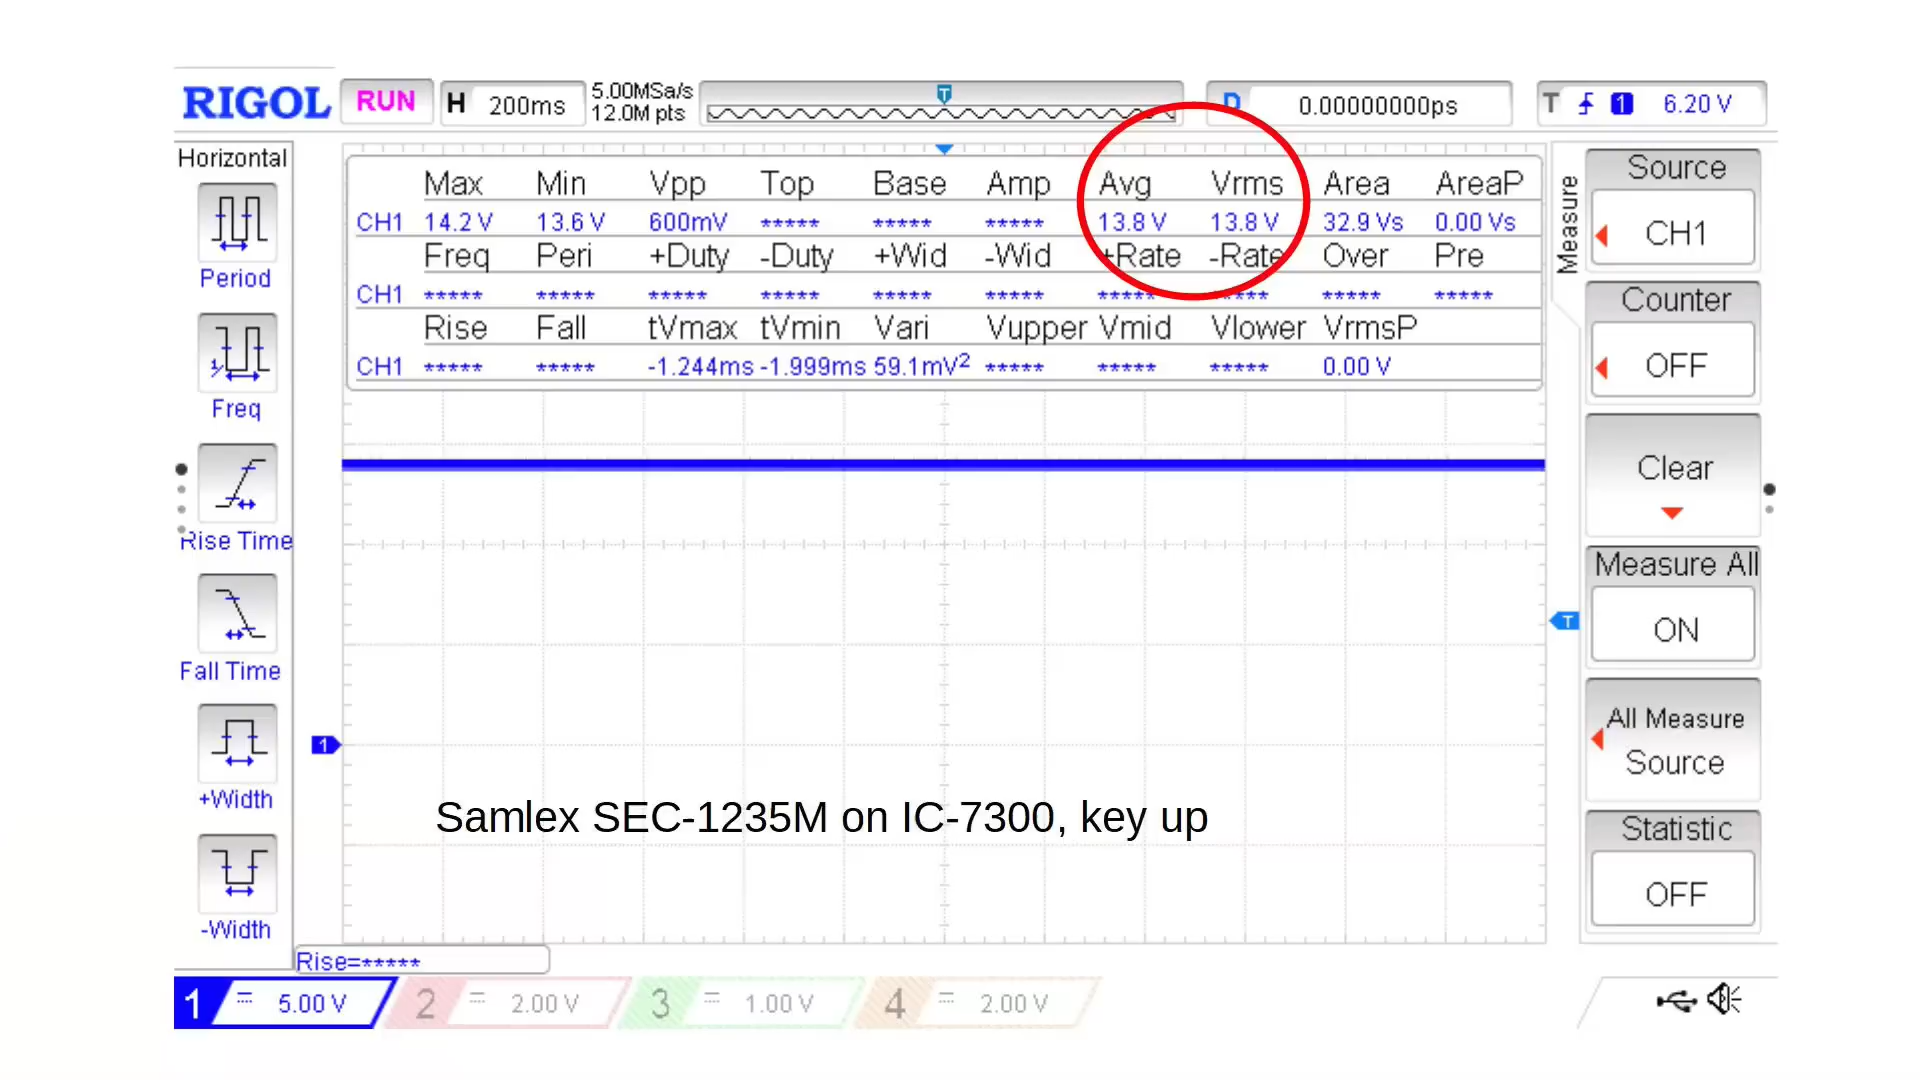 RIGOL RUN H 200ms 5.00MSa/s 12.0M pts T D 0.00000000ps T 1 6.20 V
Horizontal
Period
Freq
Rise Time
Fall Time
+Width
-Width
Max Min Vpp Top Base Amp Avg Vrms Area AreaP
CH1 14.2 V 13.6 V 600mV ***** ***** ***** 13.8 V 13.8 V 32.9 Vs 0.00 Vs
Freq Peri +Duty -Duty +Wid -Wid +Rate -Rate Over Pre
CH1 ***** ***** ***** ***** ***** ***** ***** ***** ***** *****
Rise Fall tVmax tVmin Vari Vupper Vmid Vlower VrmsP
CH1 ***** ***** -1.244ms -1.999ms 59.1mV² ***** ***** ***** 0.00 V
T
1
Samlex SEC-1235M on IC-7300, key up
Measure
Source
CH1
Counter
OFF
Clear
Measure All
ON
All Measure
Source
Statistic
OFF
Rise=*****
1 5.00 V 2 2.00 V 3 1.00 V 4 2.00 V